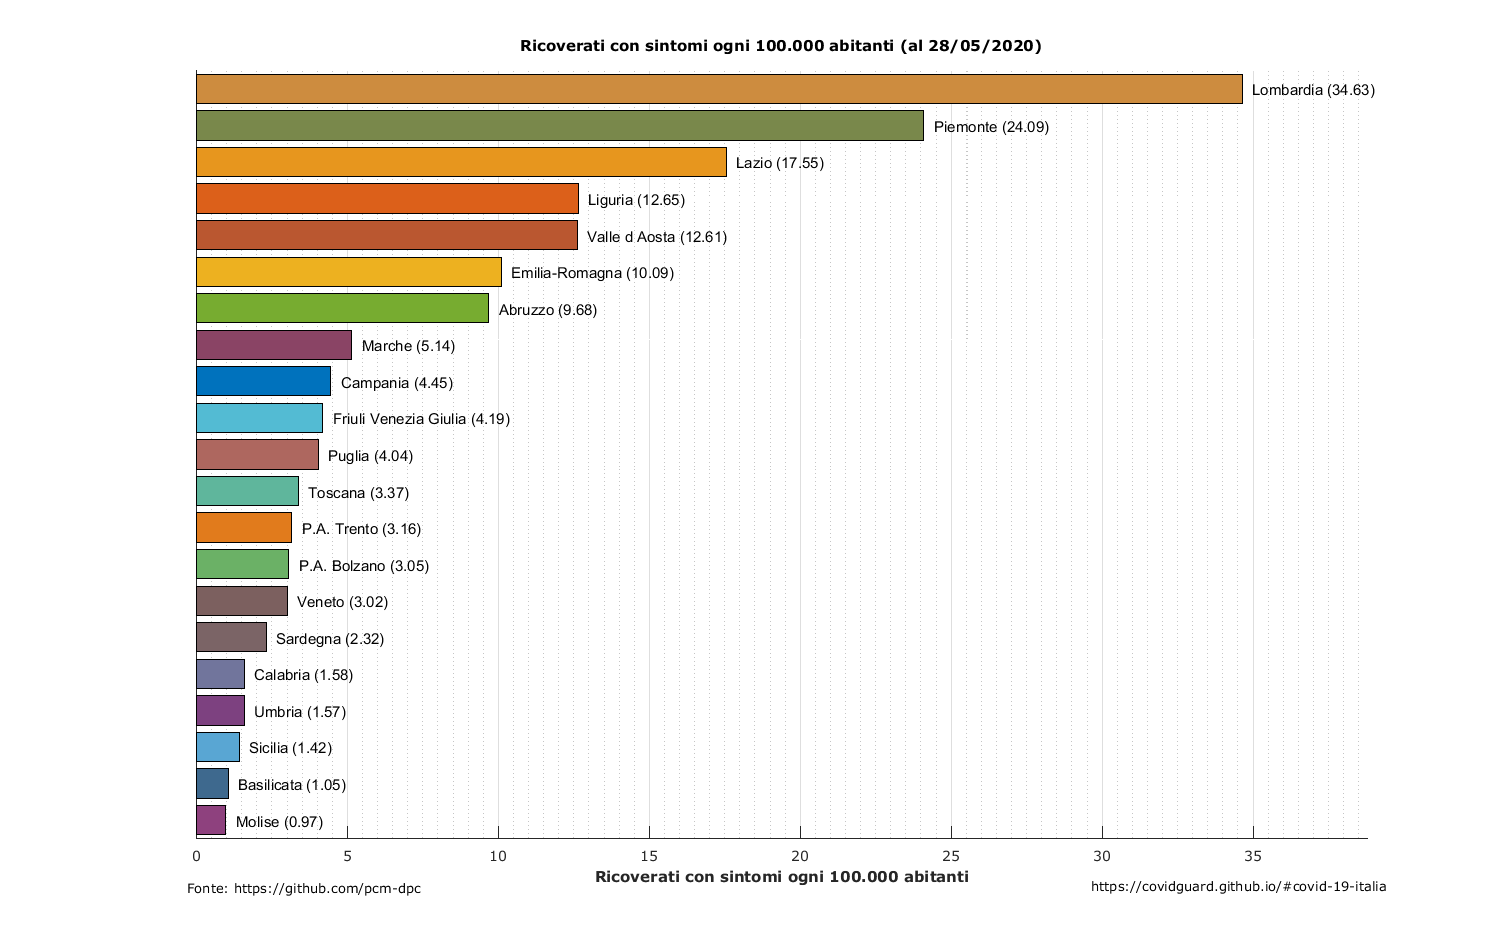 Ricoverati con sintomi ogni 100.000 abitanti (al 28/05/2020)
Lombardia (34.63)
Piemonte (24.09)
Lazio (17.55)
Liguria (12.65)
Valle d Aosta (12.61)
Emilia-Romagna (10.09)
Abruzzo (9.68)
Marche (5.14)
Campania (4.45)
Friuli Venezia Giulia (4.19)
Puglia (4.04)
Toscana (3.37)
P.A. Trento (3.16)
P.A. Bolzano (3.05)
Veneto (3.02)
Sardegna (2.32)
Calabria (1.58)
Umbria (1.57)
Sicilia (1.42)
Basilicata (1.05)
Molise (0.97)
0 5 10 15 20 25 30 35
Ricoverati con sintomi ogni 100.000 abitanti
Fonte: https://github.com/pcm-dpc
https://covidguard.github.io/#covid-19-italia